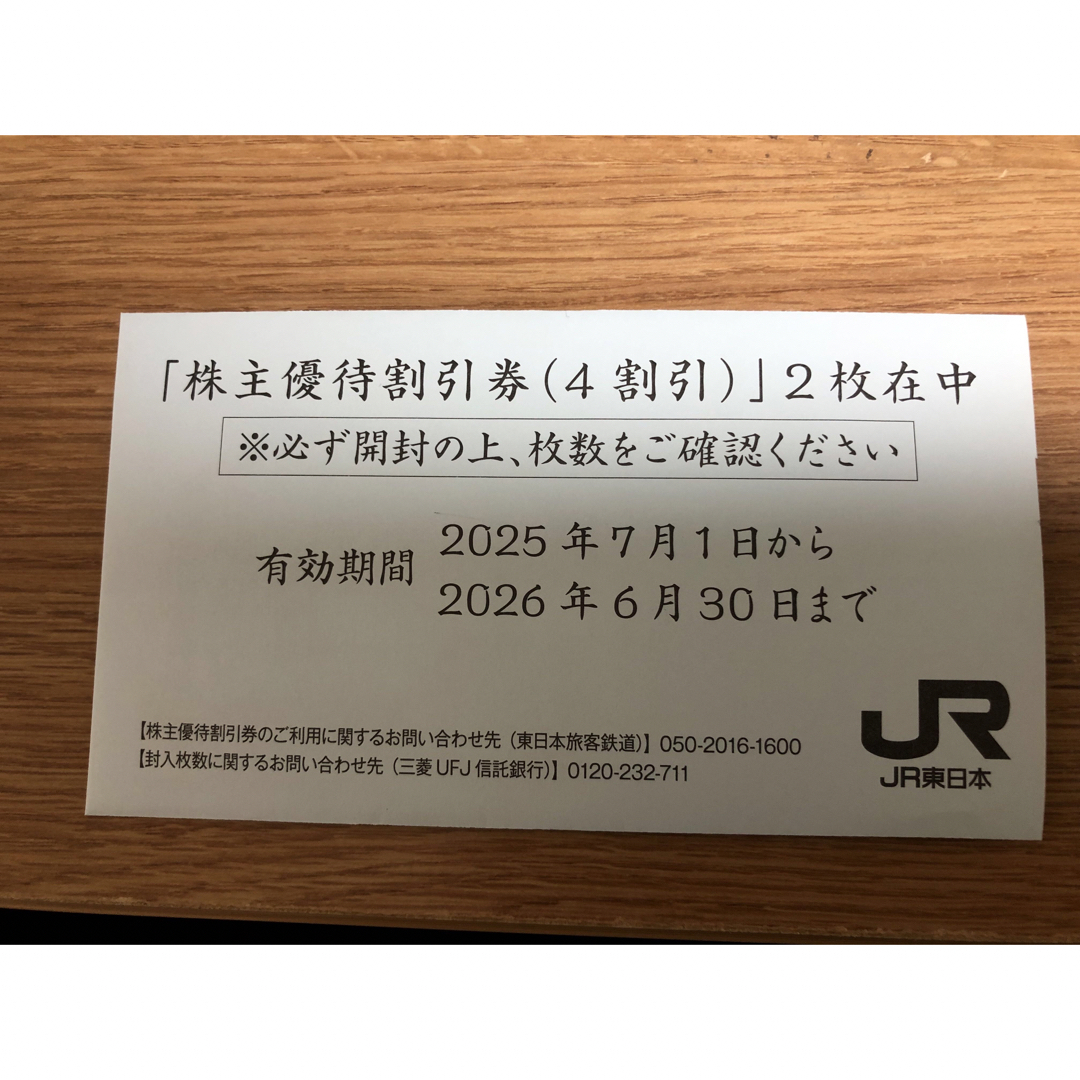 「株主優待割引券(4割引)」2枚在中
※必ず開封の上、枚数をご確認ください
有効期間
2025年7月1日から
2026年6月30日まで
【株主優待割引券のご利用に関するお問い合わせ先（東日本旅客鉄道）】050-2016-1600
【封入枚数に関するお問い合わせ先（三菱UFJ信託銀行）】0120-232-711
JR
JR東日本